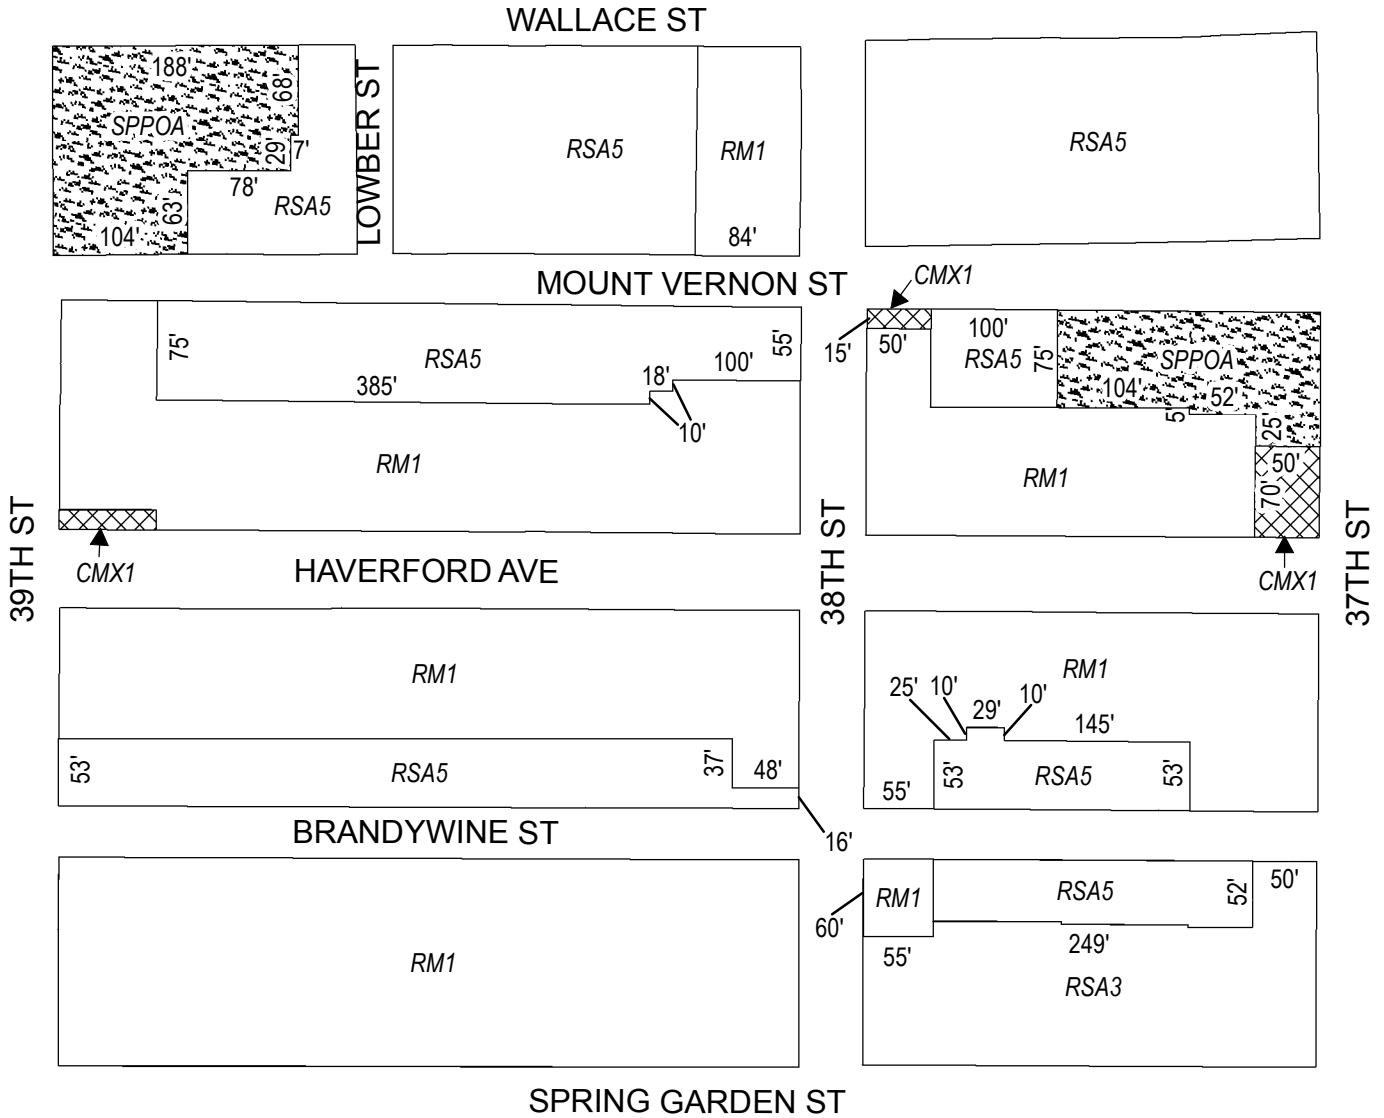 WALLACE ST
188'
68'
SPPOA
29'
7'
78'
RSA5
63'
104'
LOWBER ST
RSA5
RM1
84'
RSA5
MOUNT VERNON ST
CMX1
75'
RSA5
55'
385'
18'
100'
10'
RM1
CMX1
15'
50'
100'
RSA5
75'
SPPOA
104'
52'
5'
25'
RM1
50'
70'
CMX1
39TH ST
HAVERFORD AVE
38TH ST
37TH ST
RM1
53'
RSA5
37'
48'
16'
RM1
25'
10'
29'
10'
145'
55'
53'
RSA5
53'
BRANDYWINE ST
RM1
60'
RM1
55'
RSA5
52'
50'
249'
RSA3
SPRING GARDEN ST